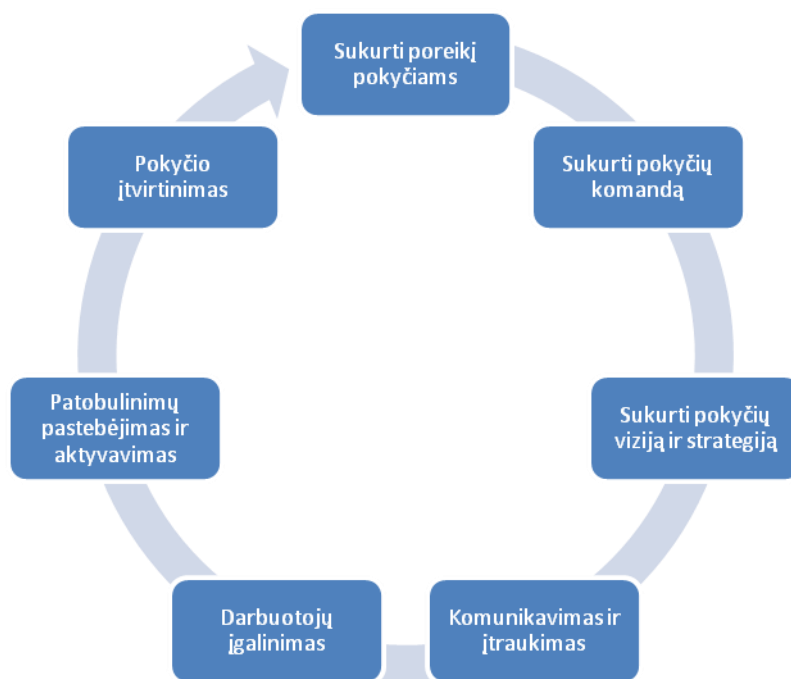 Sukurti poreikį
pokyčiams
Sukurti pokyčių
komandą
Sukurti pokyčių
viziją ir strategiją
Komunikavimas ir
įtraukimas
Darbuotojų
įgalinimas
Patobulinimų
pastebėjimas ir
aktyvavimas
Pokyčio
įtvirtinimas